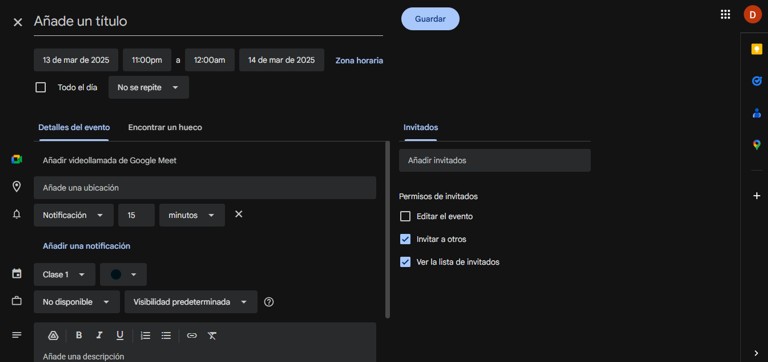 Añade un título
Guardar
D
13 de mar de 2025 11:00pm a 12:00am 14 de mar de 2025 Zona horaria
Todo el día No se repite
Detalles del evento Encontrar un hueco
Invitados
Añadir videollamada de Google Meet
Añadir invitados
Añade una ubicación
Permisos de invitados
Notificación 15 minutos
Editar el evento
Invitar a otros
Añadir una notificación
Ver la lista de invitados
Clase 1
No disponible Visibilidad predeterminada
B I U
Añade una descripción